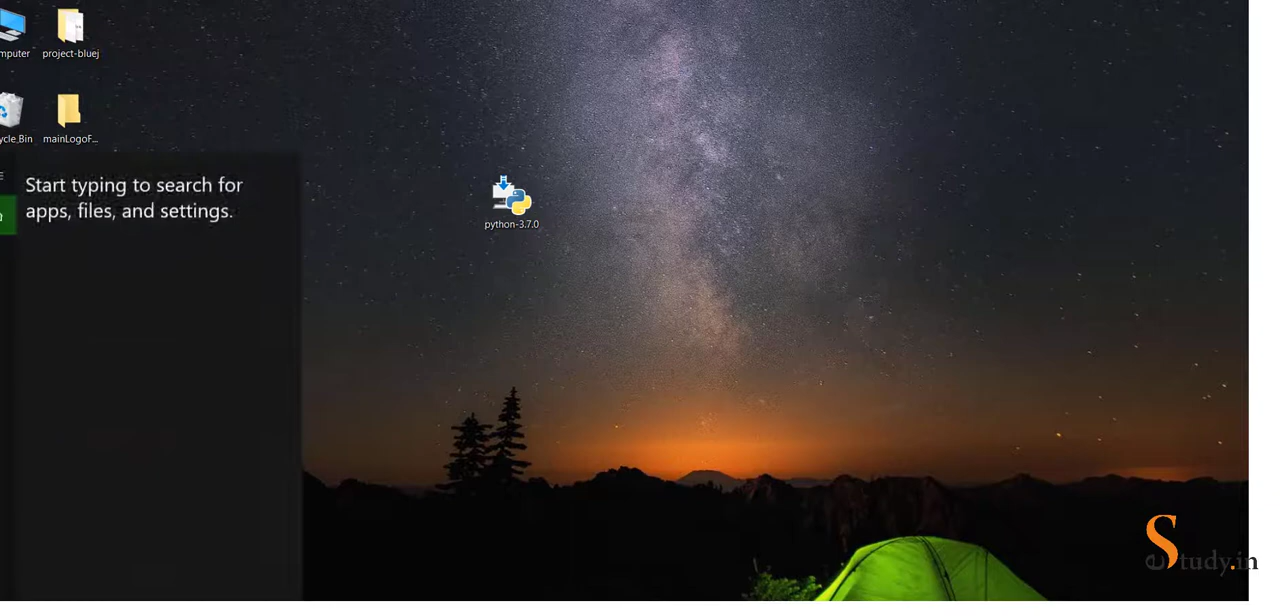 mputer
project-bluej
ycle Bin
mainLogoF...
Start typing to search for
apps, files, and settings.
python-3.7.0
eStudy.in